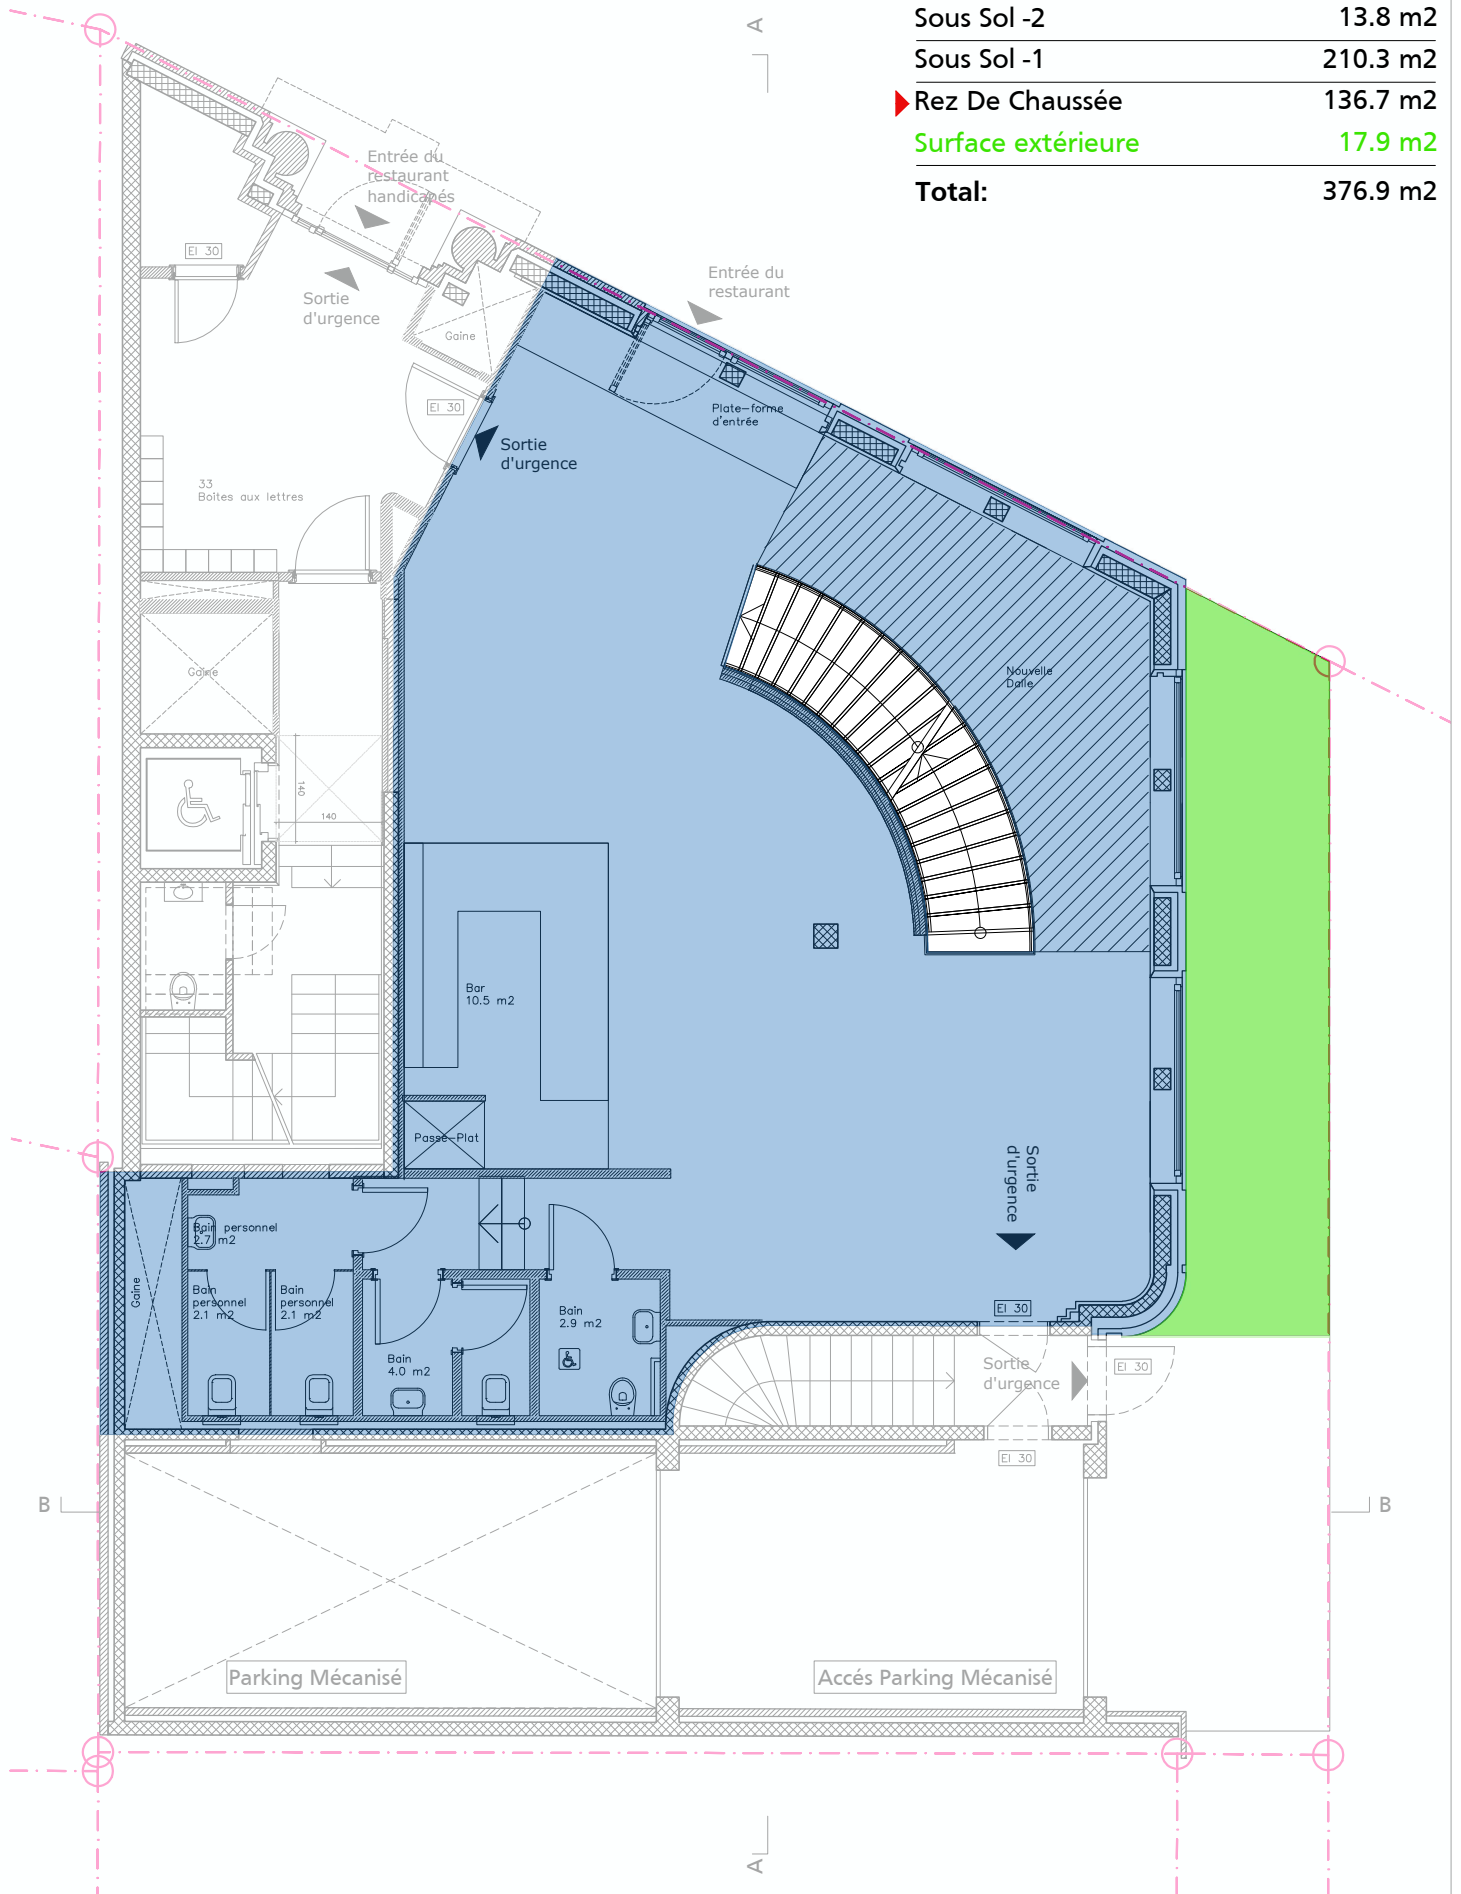 Sous Sol -2 13.8 m2
Sous Sol -1 210.3 m2
Rez De Chaussée 136.7 m2
Surface extérieure 17.9 m2
Total: 376.9 m2
A
Entrée du
restaurant
handicapés
EI 30
Sortie
d'urgence
Entrée du
restaurant
Gaine
EI 30
Plate-forme
d'entrée
Sortie
d'urgence
33
Boîtes aux lettres
Gaine
Nouvelle
Dalle
140
140
Bar
10.5 m2
Passe-Plat
Sortie
d'urgence
Bain personnel
2.7 m2
Gaine
Bain
personnel
2.1 m2
Bain
personnel
2.1 m2
Bain
2.9 m2
EI 30
Bain
4.0 m2
Sortie
d'urgence
EI 30
EI 30
B
B
Parking Mécanisé
Accés Parking Mécanisé
A